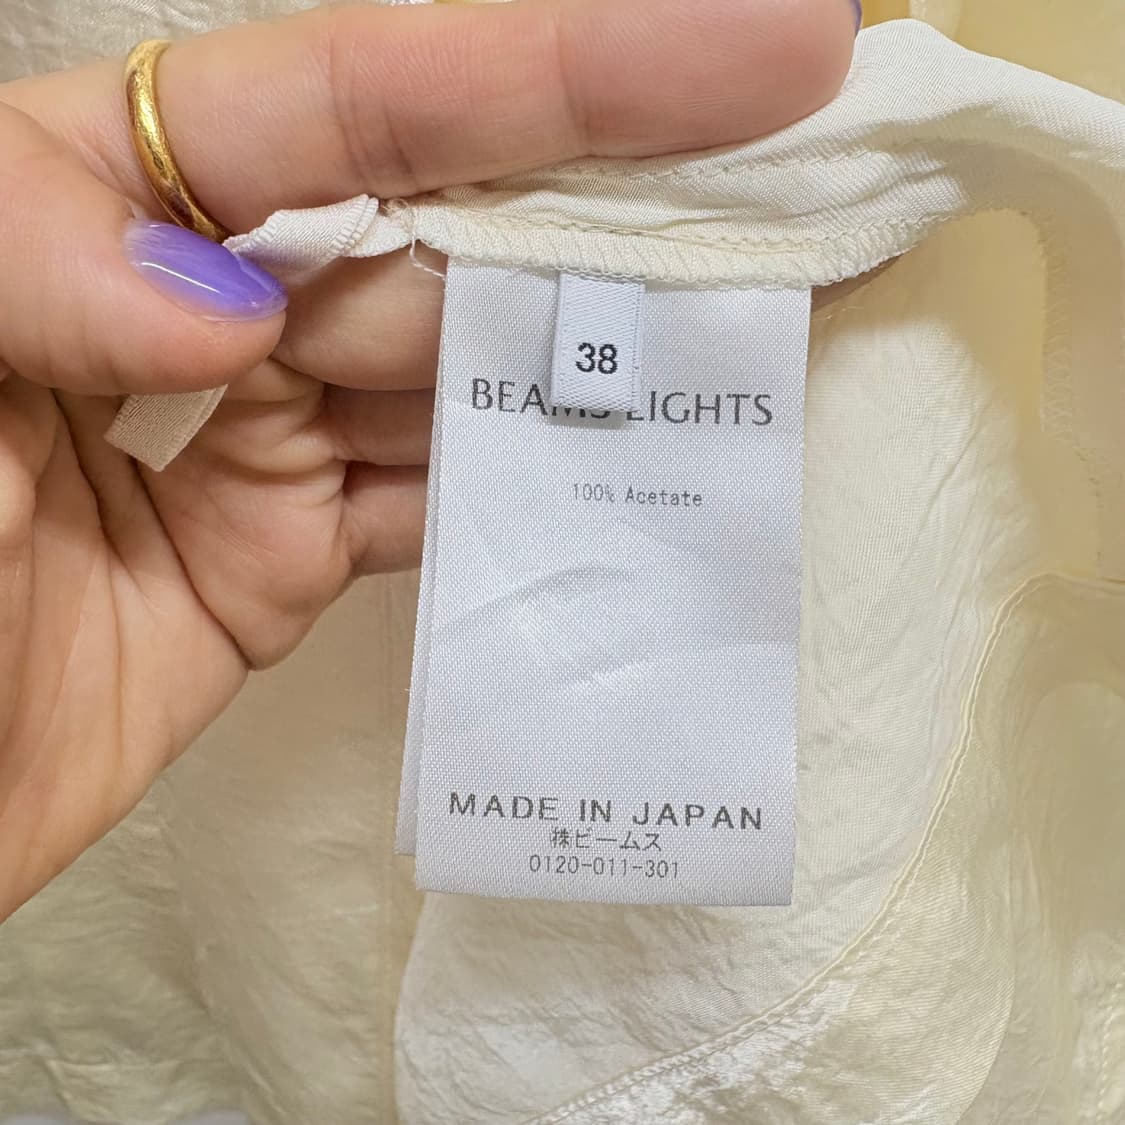 38
BEAMS LIGHTS
100% Acetate
MADE IN JAPAN
㈱ビームス
0120-011-301